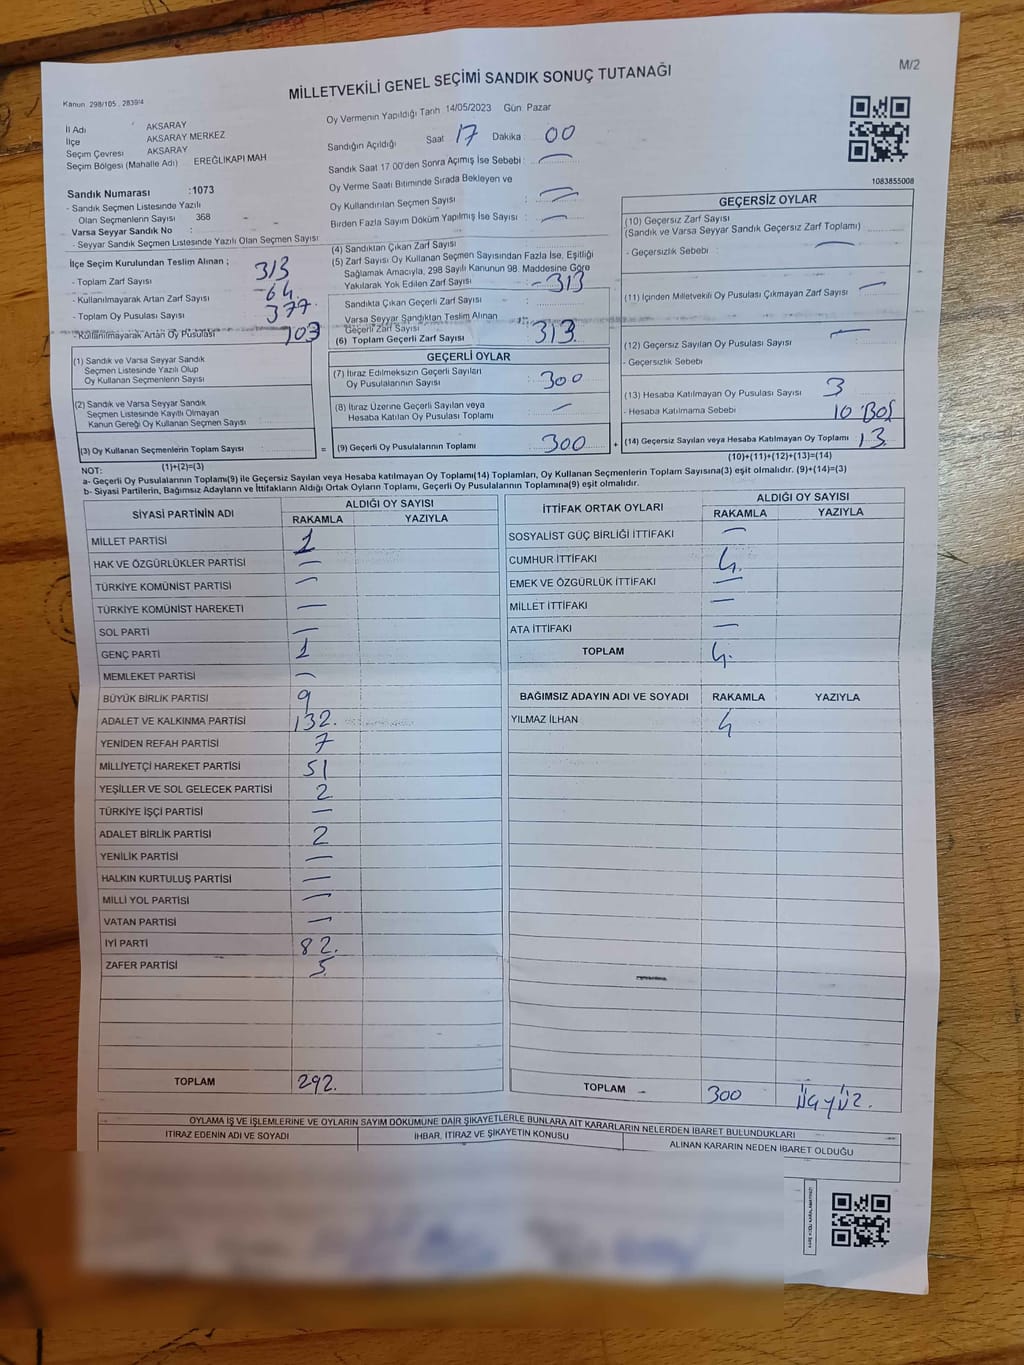 M/2
MİLLETVEKİLİ GENEL SEÇİMİ SANDIK SONUÇ TUTANAĞI
Kanun 298/105 , 2839/4
İl Adı AKSARAY
İlçe AKSARAY MERKEZ
Seçim Çevresi AKSARAY
Seçim Bölgesi (Mahalle Adı) EREĞLİKAPI MAH
Sandık Numarası :1073
- Sandık Seçmen Listesinde Yazılı
Olan Seçmenlerin Sayısı 368
Varsa Seyyar Sandık No :
- Seyyar Sandık Seçmen Listesinde Yazılı Olan Seçmen Sayısı
İlçe Seçim Kurulundan Teslim Alınan ;
- Toplam Zarf Sayısı 313
- Kullanılmayarak Artan Zarf Sayısı 64
- Toplam Oy Pusulası Sayısı 377
- Kullanılmayarak Artan Oy Pusulası 103
(1) Sandık ve Varsa Seyyar Sandık
Seçmen Listesinde Yazılı Olup
Oy Kullanan Seçmenlerin Sayısı
(2) Sandık ve Varsa Seyyar Sandık
Seçmen Listesinde Kayıtlı Olmayan
Kanun Gereği Oy Kullanan Seçmen Sayısı
(3) Oy Kullanan Seçmenlerin Toplam Sayısı =
(1)+(2)=(3)
Oy Vermenin Yapıldığı Tarih 14/05/2023 Gün Pazar
Sandığın Açıldığı Saat 17 Dakika 00
Sandık Saat 17 00'den Sonra Açılmış İse Sebebi : —
Oy Verme Saati Bitiminde Sırada Bekleyen ve
Oy Kullandırılan Seçmen Sayısı : —
Birden Fazla Sayım Döküm Yapılmış İse Sayısı : —
(4) Sandıktan Çıkan Zarf Sayısı
(5) Zarf Sayısı Oy Kullanan Seçmen Sayısından Fazla İse, Eşitliği
Sağlamak Amacıyla, 298 Sayılı Kanunun 98. Maddesine Göre
Yakılarak Yok Edilen Zarf Sayısı : 313
Sandıkta Çıkan Geçerli Zarf Sayısı :
Varsa Seyyar Sandıktan Teslim Alınan
Geçerli Zarf Sayısı
(6) Toplam Geçerli Zarf Sayısı 313
GEÇERLİ OYLAR
(7) İtiraz Edilmeksizin Geçerli Sayılan
Oy Pusulalarının Sayısı : 300
(8) İtiraz Üzerine Geçerli Sayılan veya
Hesaba Katılan Oy Pusulası Toplamı —
(9) Geçerli Oy Pusulalarının Toplamı 300 +
GEÇERSİZ OYLAR
1083855008
(10) Geçersiz Zarf Sayısı
(Sandık ve Varsa Seyyar Sandık Geçersiz Zarf Toplamı)
- Geçersizlik Sebebi : —
(11) İçinden Milletvekili Oy Pusulası Çıkmayan Zarf Sayısı —
(12) Geçersiz Sayılan Oy Pusulası Sayısı —
- Geçersizlik Sebebi
(13) Hesaba Katılmayan Oy Pusulası Sayısı 3
- Hesaba Katılmama Sebebi 10 BOŞ
(14) Geçersiz Sayılan veya Hesaba Katılmayan Oy Toplamı 13
(10)+(11)+(12)+(13)=(14)
NOT:
a- Geçerli Oy Pusulalarının Toplamı(9) ile Geçersiz Sayılan veya Hesaba katılmayan Oy Toplamı(14) Toplamları, Oy Kullanan Seçmenlerin Toplam Sayısına(3) eşit olmalıdır. (9)+(14)=(3)
b- Siyasi Partilerin, Bağımsız Adayların ve İttifakların Aldığı Ortak Oyların Toplamı, Geçerli Oy Pusulalarının Toplamına(9) eşit olmalıdır.
SİYASİ PARTİNİN ADI ALDIĞI OY SAYISI
RAKAMLA YAZIYLA
MİLLET PARTİSİ 1
HAK VE ÖZGÜRLÜKLER PARTİSİ —
TÜRKİYE KOMÜNİST PARTİSİ —
TÜRKİYE KOMÜNİST HAREKETİ —
SOL PARTİ —
GENÇ PARTİ 1
MEMLEKET PARTİSİ —
BÜYÜK BİRLİK PARTİSİ 9
ADALET VE KALKINMA PARTİSİ 132.
YENİDEN REFAH PARTİSİ 7
MİLLİYETÇİ HAREKET PARTİSİ 51
YEŞİLLER VE SOL GELECEK PARTİSİ 2
TÜRKİYE İŞÇİ PARTİSİ —
ADALET BİRLİK PARTİSİ 2
YENİLİK PARTİSİ —
HALKIN KURTULUŞ PARTİSİ —
MİLLİ YOL PARTİSİ —
VATAN PARTİSİ —
İYİ PARTİ 82.
ZAFER PARTİSİ 5
TOPLAM 292.
İTTİFAK ORTAK OYLARI ALDIĞI OY SAYISI
RAKAMLA YAZIYLA
SOSYALİST GÜÇ BİRLİĞİ İTTİFAKI —
CUMHUR İTTİFAKI 4.
EMEK VE ÖZGÜRLÜK İTTİFAKI —
MİLLET İTTİFAKI —
ATA İTTİFAKI —
TOPLAM 4.
BAĞIMSIZ ADAYIN ADI VE SOYADI RAKAMLA YAZIYLA
YILMAZ İLHAN 4
TOPLAM 300 üçyüz.
OYLAMA İŞ VE İŞLEMLERİNE VE OYLARIN SAYIM DÖKÜMÜNE DAİR ŞİKAYETLERLE BUNLARA AİT KARARLARIN NELERDEN İBARET BULUNDUKLARI
İTİRAZ EDENİN ADI VE SOYADI İHBAR, İTİRAZ VE ŞİKAYETİN KONUSU ALINAN KARARIN NEDEN İBARET OLDUĞU